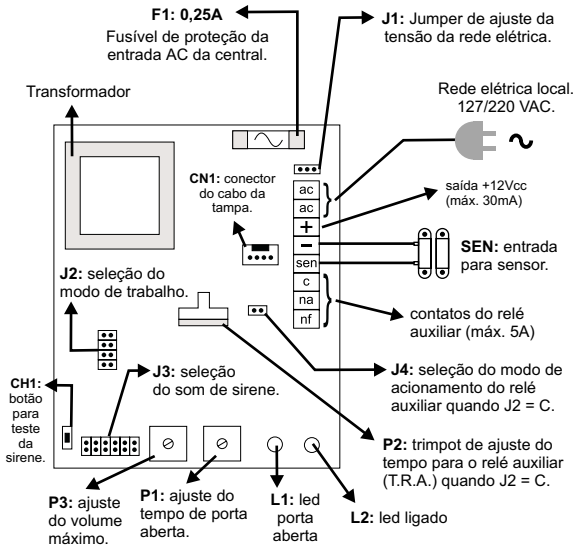 F1: 0,25A
Fusível de proteção da
entrada AC da central.
J1: Jumper de ajuste da
tensão da rede elétrica.
Transformador
Rede elétrica local.
127/220 VAC.
CN1: conector
do cabo da
tampa.
ac
ac
+
–
sen
c
na
nf
saída +12Vcc
(máx. 30mA)
SEN: entrada
para sensor.
J2: seleção do
modo de trabalho.
contatos do relé
auxiliar (máx. 5A)
J3: seleção
do som de sirene.
J4: seleção do modo de
acionamento do relé
auxiliar quando J2 = C.
CH1:
botão
para
teste
da
sirene.
P2: trimpot de ajuste do
tempo para o relé auxiliar
(T.R.A.) quando J2 = C.
P3: ajuste
do volume
máximo.
P1: ajuste do
tempo de porta
aberta.
L1: led
porta
aberta
L2: led ligado